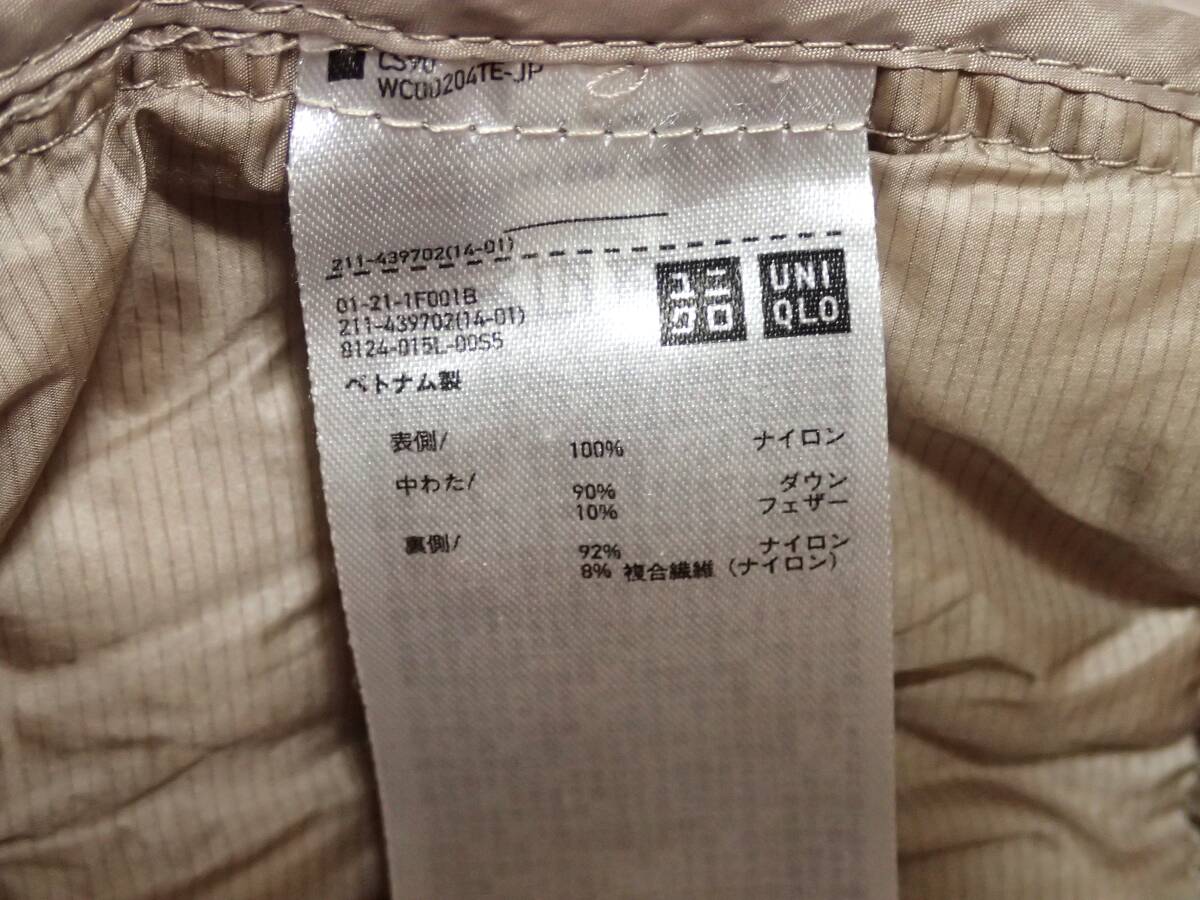 CS90
WC00204TE-JP
211-439702(14-01)
01-21-1F001B
211-439702(14-01)
8124-015L-00S5
ユニ
クロ
UNI
QLO
ベトナム製
表側/ 100% ナイロン
中わた/ 90% ダウン
10% フェザー
裏側/ 92% ナイロン
8% 複合繊維 (ナイロン)